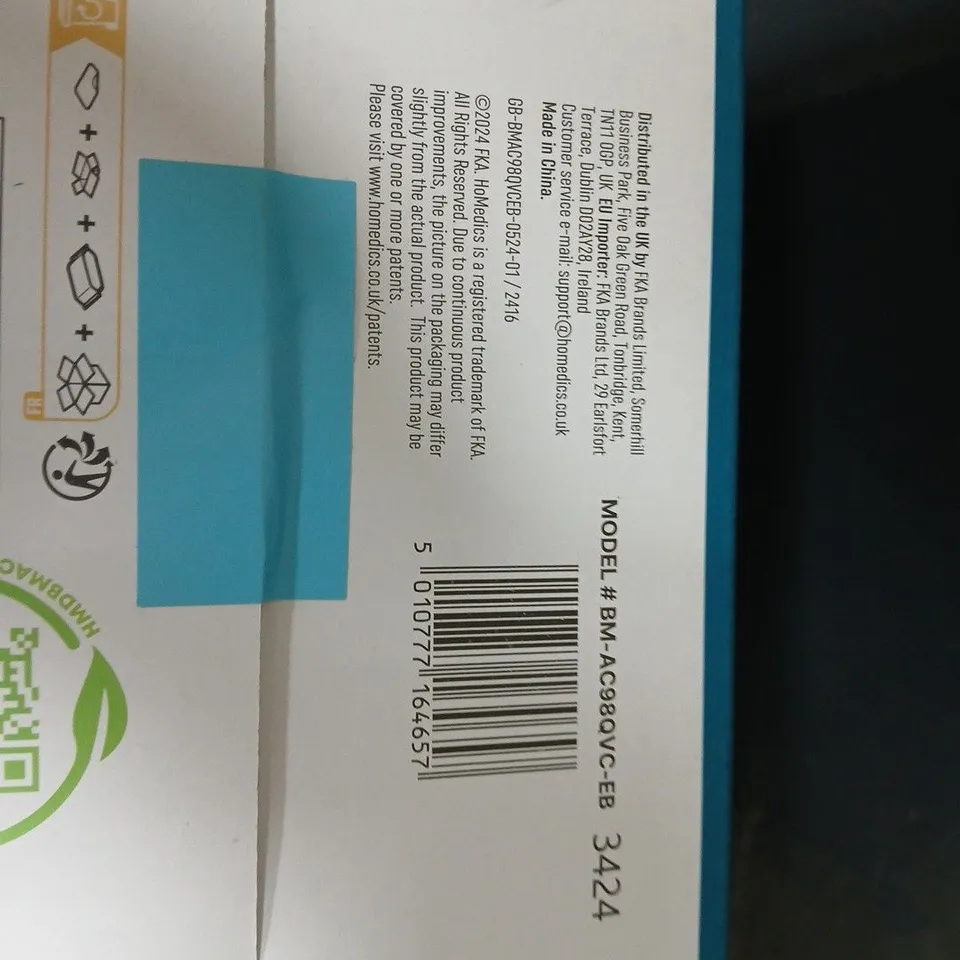 Distributed in the UK by FKA Brands Limited, Somerhill
Business Park, Five Oak Green Road, Tonbridge, Kent,
TN11 0GP, UK EU Importer: FKA Brands Ltd, 29 Earlsfort
Terrace, Dublin D02AY28, Ireland
Customer service e-mail: support@homedics.co.uk
Made in China.
GB-BMAC98QVCEB-0524-01 / 2416
©2024 FKA. HoMedics is a registered trademark of FKA.
All Rights Reserved. Due to continuous product
improvements, the picture on the packaging may differ
slightly from the actual product. This product may be
covered by one or more patents.
Please visit www.homedics.co.uk/patents.
MODEL # BM-AC98QVC-EB 3424
5 010777 164657
+ + +
FR
HMDBMAC